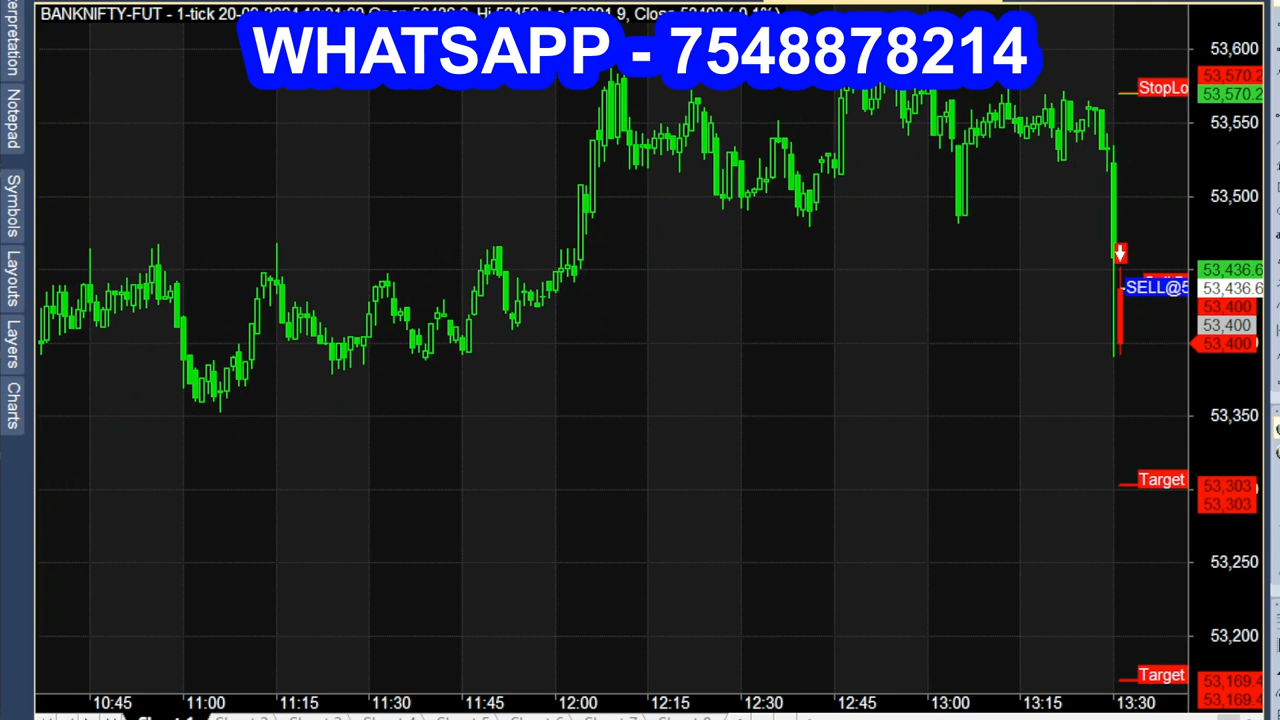 BANKNIFTY-FUT - 1-tick
WHATSAPP - 7548878214
erpretation
Notepad
Symbols
Layouts
Layers
Charts
StopLo
SELL@5
Target
Target
53,600
53,570.2
53,570.2
53,550
53,500
53,436.6
53,436.6
53,400
53,400
53,400
53,350
53,303
53,303
53,250
53,200
53,169.4
53,169.4
10:45 11:00 11:15 11:30 11:45 12:00 12:15 12:30 12:45 13:00 13:15 13:30